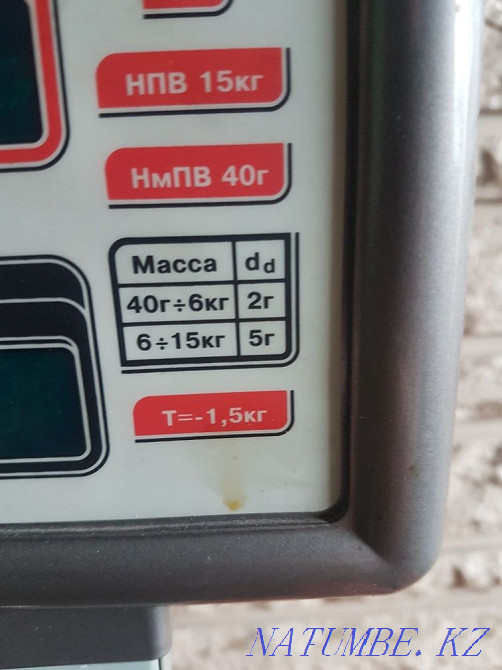 НПВ 15кг
НмПВ 40г
Масса dd
40г÷6кг 2г
6÷15кг 5г
Т=-1,5кг
NATUMBE. KZ